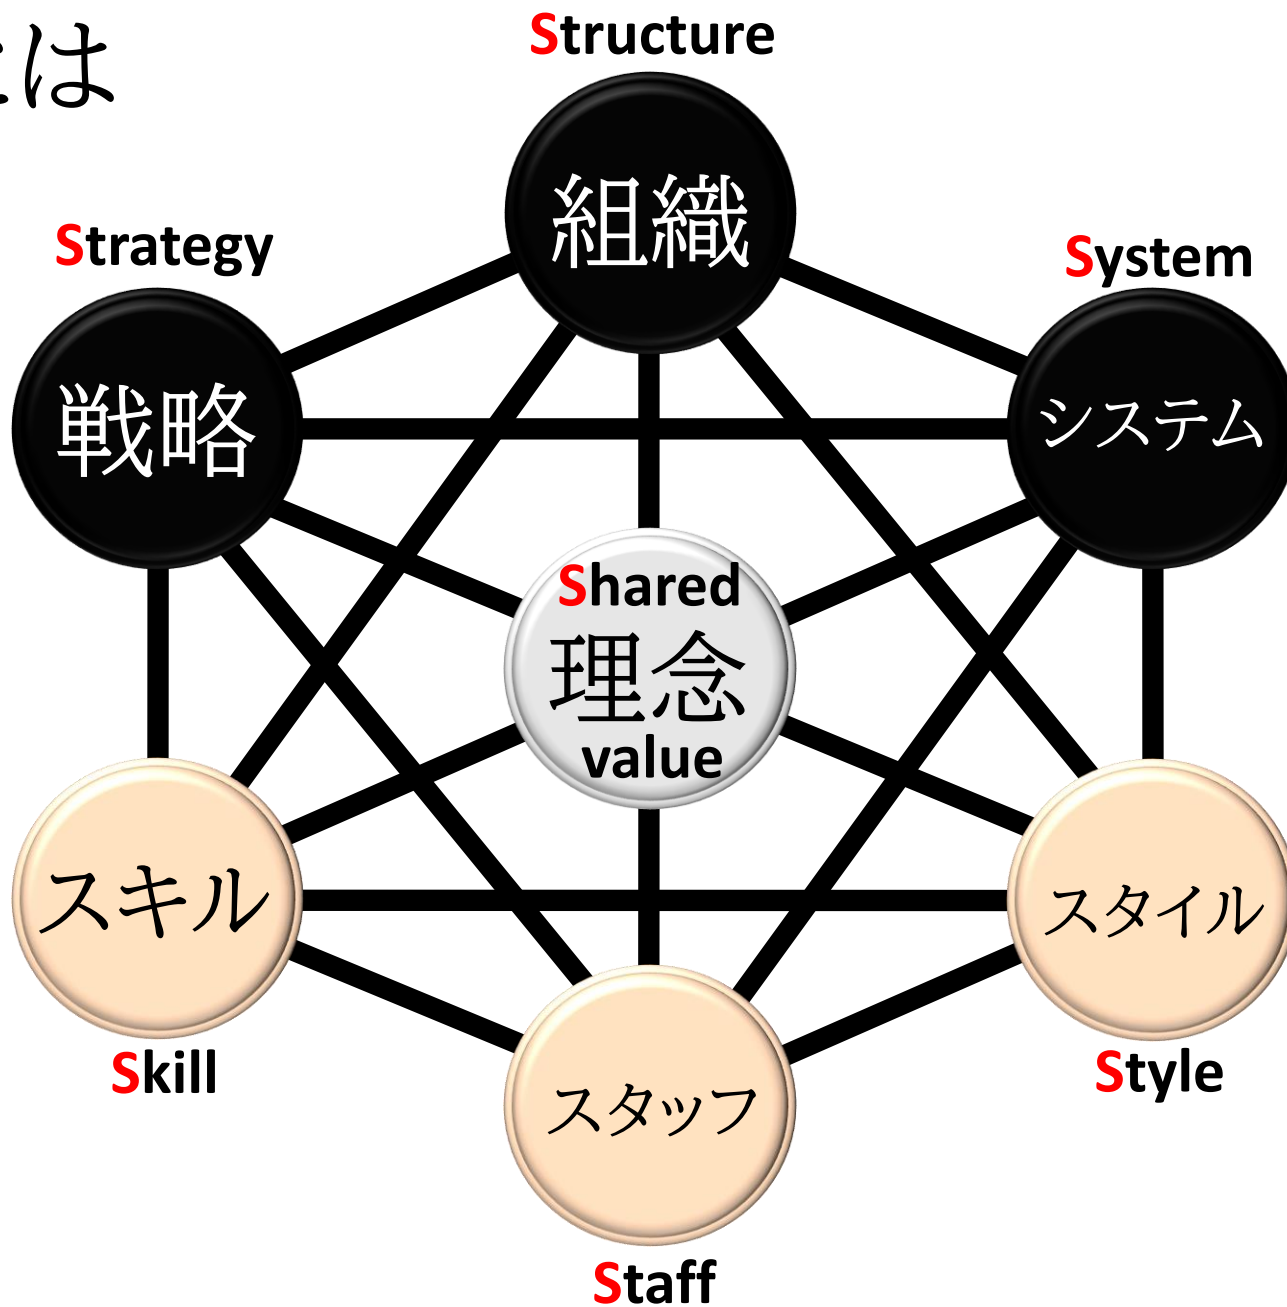 は
Structure
組織
Strategy
戦略
System
システム
Shared
理念
value
スキル
Skill
スタイル
Style
スタッフ
Staff